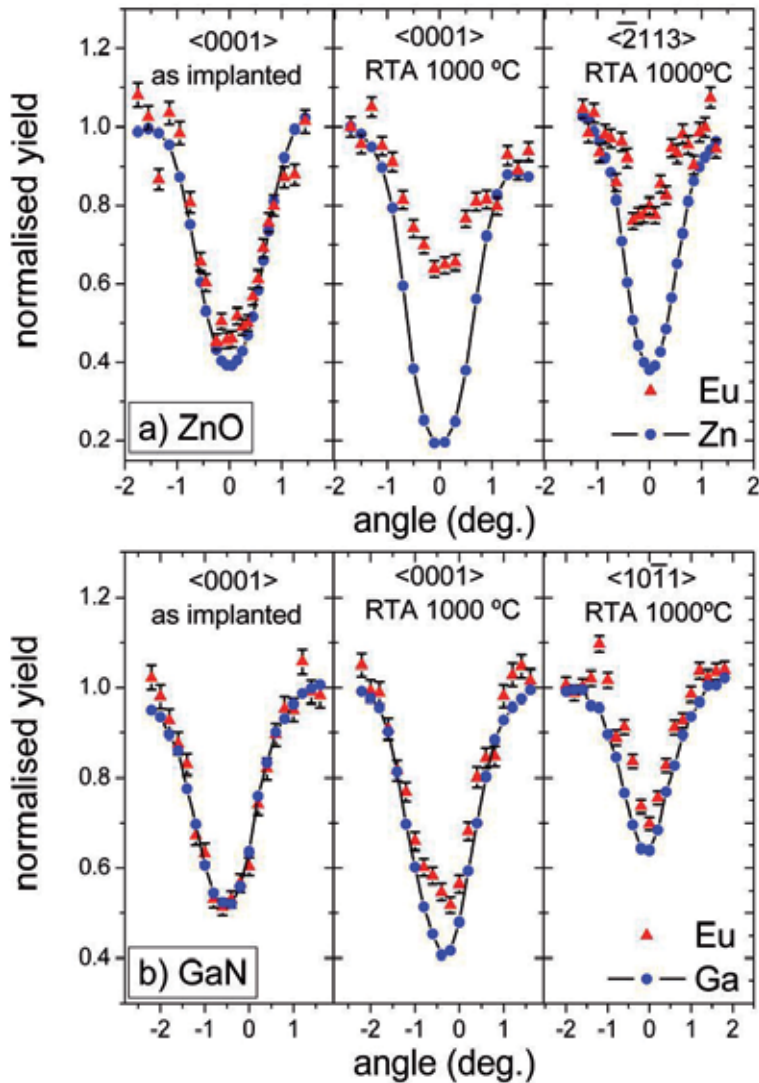 <0001>
as implanted
<0001>
RTA 1000 ºC
<2̅113>
RTA 1000ºC
1.2
1.0
0.8
0.6
0.4
0.2
normalised yield
a) ZnO
Eu
Zn
-2 -1 0 1 -2 -1 0 1 -2 -1 0 1 2
angle (deg.)
<0001>
as implanted
<0001>
RTA 1000 ºC
<101̅1>
RTA 1000ºC
1.2
1.0
0.8
0.6
0.4
normalised yield
b) GaN
Eu
Ga
-2 -1 0 1 -2 -1 0 1 -2 -1 0 1 2
angle (deg.)